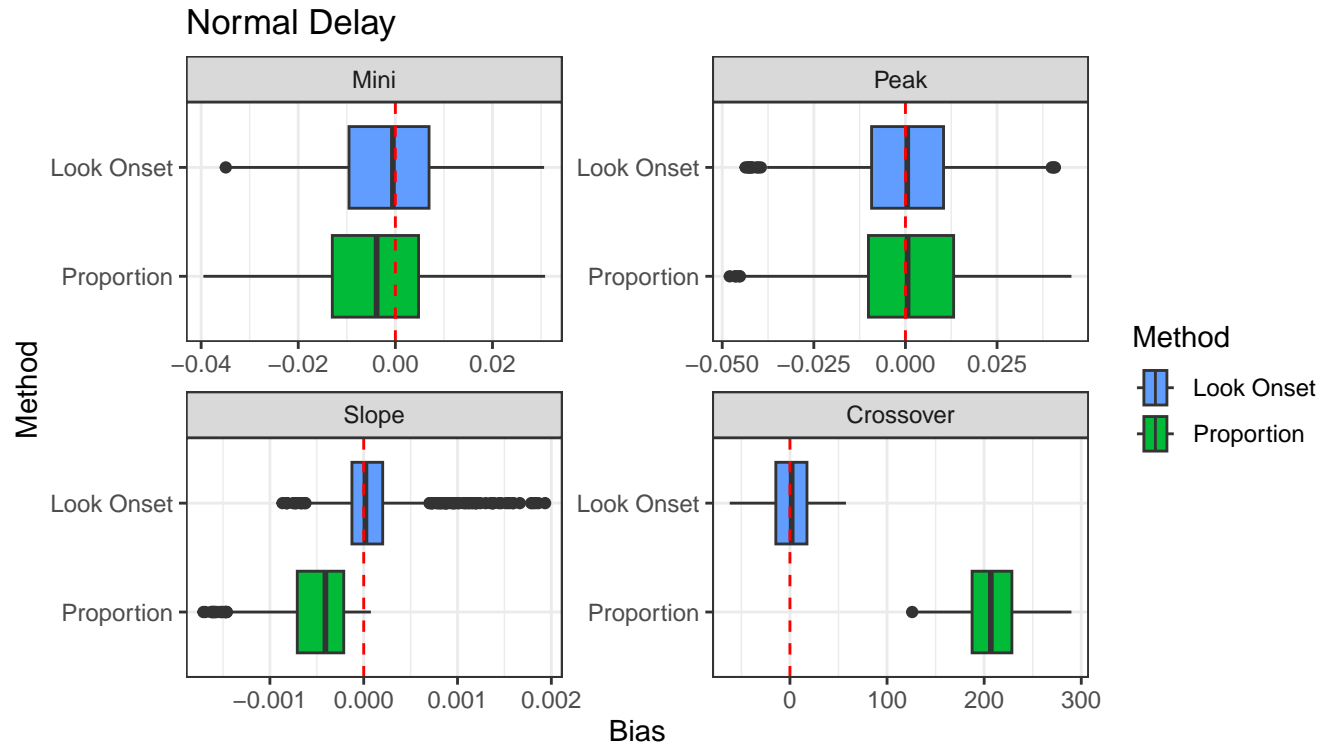 Normal Delay
Mini
Peak
Look Onset
Proportion
−0.04 −0.02 0.00 0.02
Look Onset
Proportion
−0.050 −0.025 0.000 0.025
Slope
Crossover
Look Onset
Proportion
−0.001 0.000 0.001 0.002
Look Onset
Proportion
0 100 200 300
Method
Bias
Method
Look Onset
Proportion